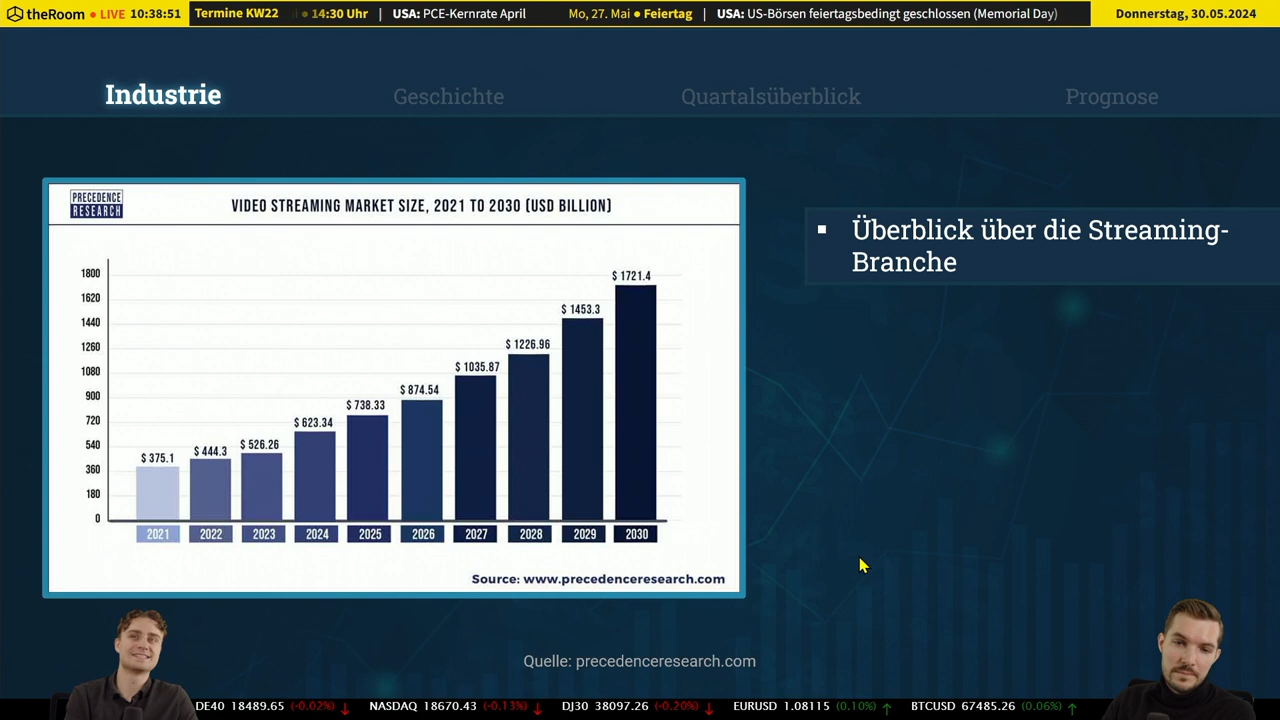 theRoom ● LIVE 10:38:51
Termine KW22 ● 14:30 Uhr | USA: PCE-Kernrate April Mo, 27. Mai ● Feiertag | USA: US-Börsen feiertagsbedingt geschlossen (Memorial Day)
Donnerstag, 30.05.2024
Industrie Geschichte Quartalsüberblick Prognose
PRECEDENCE
RESEARCH
VIDEO STREAMING MARKET SIZE, 2021 TO 2030 (USD BILLION)
1800
1620
1440
1260
1080
900
720
540
360
180
0
$ 375.1
$ 444.3
$ 526.26
$ 623.34
$ 738.33
$ 874.54
$ 1035.87
$ 1226.96
$ 1453.3
$ 1721.4
2021 2022 2023 2024 2025 2026 2027 2028 2029 2030
Source: www.precedenceresearch.com
▪ Überblick über die Streaming-
Branche
Quelle: precedenceresearch.com
DE40 18489.65 (-0.02%) ↓ NASDAQ 18670.43 (-0.13%) ↓ DJ30 38097.26 (-0.20%) ↓ EURUSD 1.08115 (0.10%) ↑ BTCUSD 67485.26 (0.06%) ↑